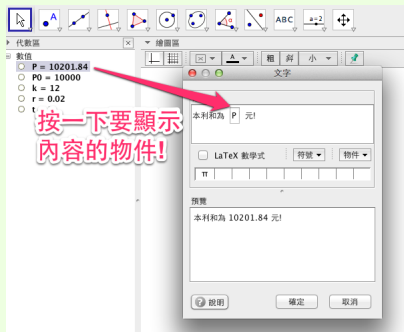 ABC
a=2
代數區
繪圖區
數值
P = 10201.84
P0 = 10000
k = 12
r = 0.02
t
按一下要顯示
內容的物件!
粗 斜 小
文字
本利和為 P 元!
LaTeX 數學式 符號 物件
π
預覽
本利和為 10201.84 元!
? 說明 確定 取消